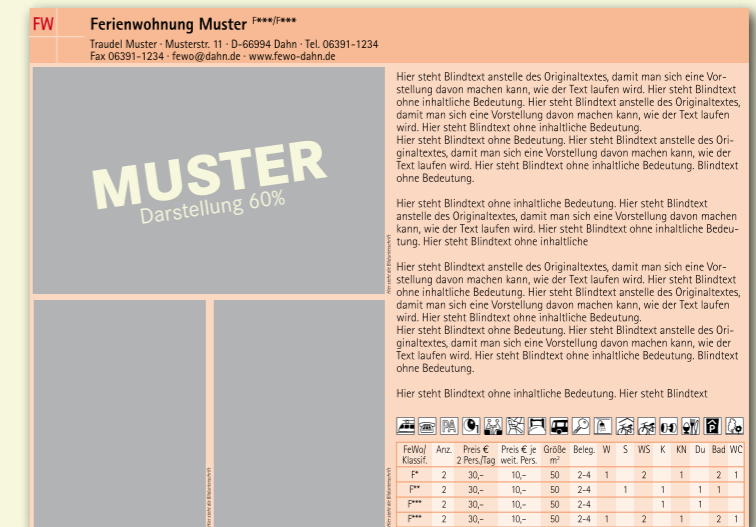 FW Ferienwohnung Muster F***/F***
Traudel Muster · Musterstr. 11 · D-66994 Dahn · Tel. 06391-1234
Fax 06391-1234 · fewo@dahn.de · www.fewo-dahn.de
MUSTER
Darstellung 60%
Hier steht die Bildunterschrift
Hier steht die Bildunterschrift
Hier steht die Bildunterschrift
Hier steht Blindtext anstelle des Originaltextes, damit man sich eine Vor-
stellung davon machen kann, wie der Text laufen wird. Hier steht Blindtext
ohne inhaltliche Bedeutung. Hier steht Blindtext anstelle des Originaltextes,
damit man sich eine Vorstellung davon machen kann, wie der Text laufen
wird. Hier steht Blindtext ohne inhaltliche Bedeutung.
Hier steht Blindtext ohne Bedeutung. Hier steht Blindtext anstelle des Ori-
ginaltextes, damit man sich eine Vorstellung davon machen kann, wie der
Text laufen wird. Hier steht Blindtext ohne inhaltliche Bedeutung. Blindtext
ohne Bedeutung.
Hier steht Blindtext ohne inhaltliche Bedeutung. Hier steht Blindtext
anstelle des Originaltextes, damit man sich eine Vorstellung davon machen
kann, wie der Text laufen wird. Hier steht Blindtext ohne inhaltliche Bedeu-
tung. Hier steht Blindtext ohne inhaltliche
Hier steht Blindtext anstelle des Originaltextes, damit man sich eine Vor-
stellung davon machen kann, wie der Text laufen wird. Hier steht Blindtext
ohne inhaltliche Bedeutung. Hier steht Blindtext anstelle des Originaltextes,
damit man sich eine Vorstellung davon machen kann, wie der Text laufen
wird. Hier steht Blindtext ohne inhaltliche Bedeutung.
Hier steht Blindtext ohne Bedeutung. Hier steht Blindtext anstelle des Ori-
ginaltextes, damit man sich eine Vorstellung davon machen kann, wie der
Text laufen wird. Hier steht Blindtext ohne inhaltliche Bedeutung. Blindtext
ohne Bedeutung.
Hier steht Blindtext ohne inhaltliche Bedeutung. Hier steht Blindtext
PA
FeWo/ Anz. Preis € Preis € je Größe Beleg. W S WS K KN Du Bad WC
Klassif. 2 Pers./Tag weit. Pers. m²
F* 2 30,– 10,– 50 2-4 1 2 1 2 1
F** 2 30,– 10,– 50 2-4 1 1 1 1
F*** 2 30,– 10,– 50 2-4 1 1
F*** 2 30,– 10,– 50 2-4 1 2 1 2 1